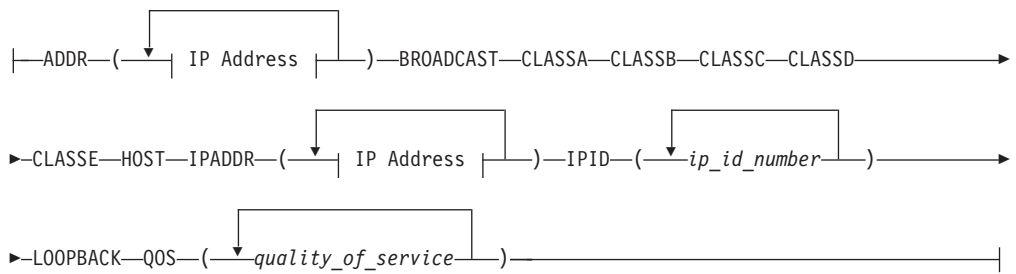 ADDR ( IP Address ) BROADCAST CLASSA CLASSB CLASSC CLASSD
CLASSE HOST IPADDR ( IP Address ) IPID ( ip_id_number )
LOOPBACK QOS ( quality_of_service )